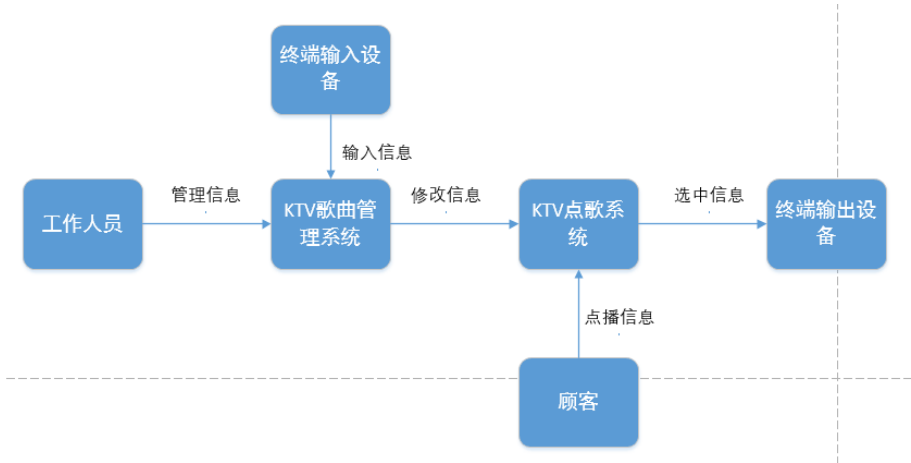 终端输入设
备
输入信息
管理信息
修改信息
选中信息
工作人员
KTV歌曲管
理系统
KTV点歌系
统
终端输出设
备
点播信息
顾客